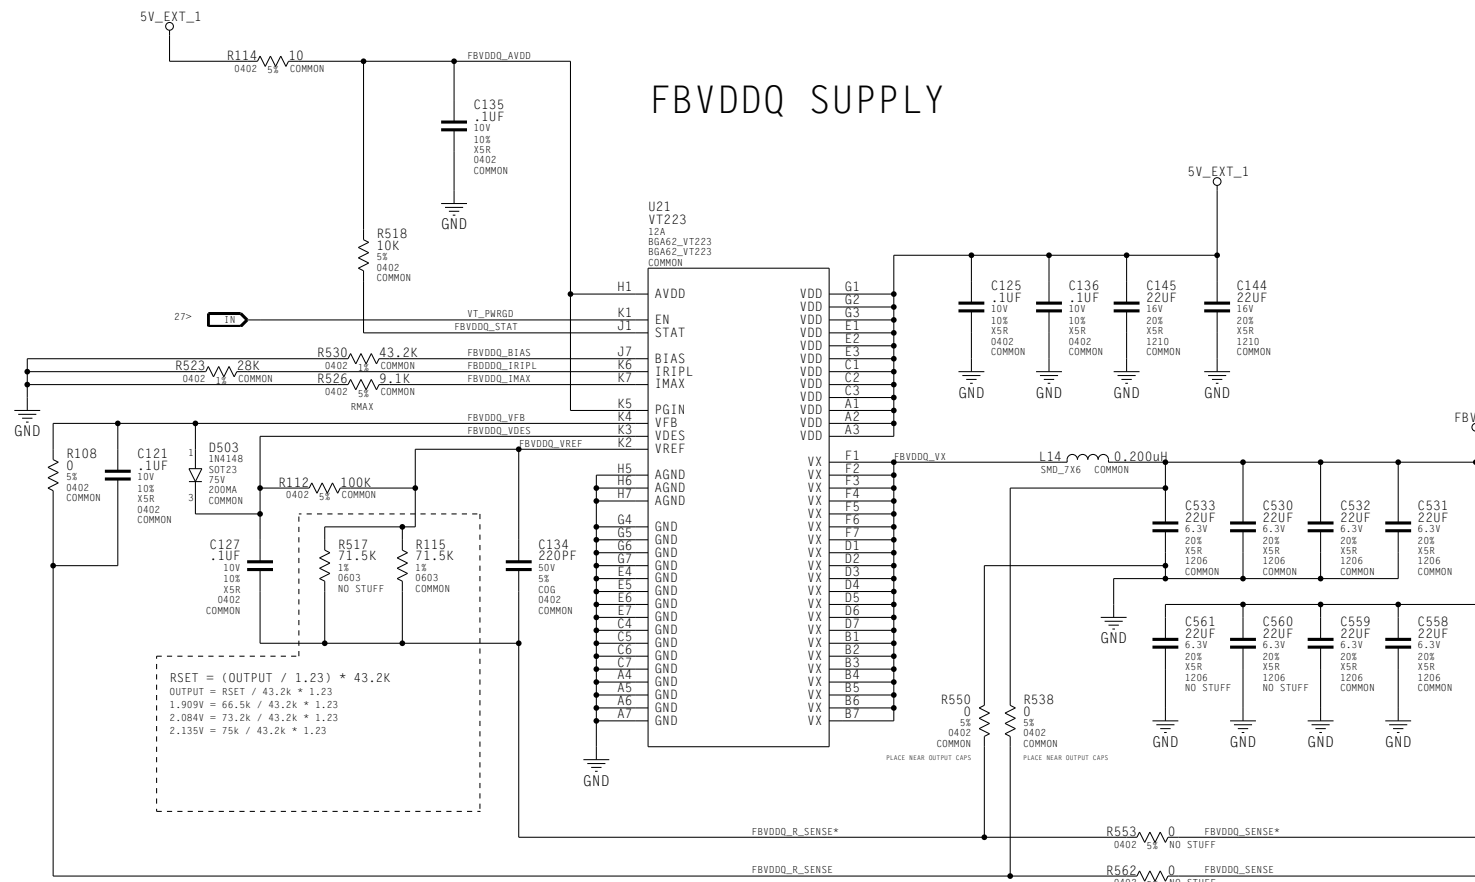 5V_EXT_1
R114 10
0402 5% COMMON
FBVDDQ_AVDD
FBVDDQ SUPPLY
C135
.1UF
10V
10%
X5R
0402
COMMON
GND
5V_EXT_1
R518
10K
5%
0402
COMMON
U21
VT223
12A
BGA62_VT223
BGA62_VT223
COMMON
27>
IN
VT_PWRGD
FBVDDQ_STAT
R530 43.2K
0402 1% COMMON
FBVDDQ_BIAS
R523 28K
0402 1% COMMON
FBDDDQ_IRIPL
R526 9.1K
0402 5% COMMON
RMAX
FBVDDQ_IMAX
GND
FBVDDQ_VFB
FBVDDQ_VDES
FBVDDQ_VREF
H1 AVDD
K1 EN
J1 STAT
J7 BIAS
K6 IRIPL
K7 IMAX
K5 PGIN
K4 VFB
K3 VDES
K2 VREF
H5 AGND
H6 AGND
H7 AGND
G4 GND
G5 GND
G6 GND
G7 GND
E4 GND
E5 GND
E6 GND
E7 GND
C4 GND
C5 GND
C6 GND
C7 GND
A4 GND
A5 GND
A6 GND
A7 GND
GND
VDD G1
VDD G2
VDD G3
VDD E1
VDD E2
VDD E3
VDD C1
VDD C2
VDD C3
VDD A1
VDD A2
VDD A3
VX F1
VX F2
VX F3
VX F4
VX F5
VX F6
VX F7
VX D1
VX D2
VX D3
VX D4
VX D5
VX D6
VX D7
VX B1
VX B2
VX B3
VX B4
VX B5
VX B6
VX B7
C125
.1UF
10V
10%
X5R
0402
COMMON
GND
C136
.1UF
10V
10%
X5R
0402
COMMON
GND
C145
22UF
16V
20%
X5R
1210
COMMON
GND
C144
22UF
16V
20%
X5R
1210
COMMON
GND
FBVDDQ_VX
L14 0.200uH
SMD_7X6 COMMON
R108
0
5%
0402
COMMON
C121
.1UF
10V
10%
X5R
0402
COMMON
1
3
D503
1N4148
SOT23
75V
200MA
COMMON
R112 100K
0402 5% COMMON
C127
.1UF
10V
10%
X5R
0402
COMMON
R517
71.5K
1%
0603
NO STUFF
R115
71.5K
1%
0603
COMMON
C134
220PF
50V
5%
COG
0402
COMMON
RSET = (OUTPUT / 1.23) * 43.2K
OUTPUT = RSET / 43.2k * 1.23
1.909V = 66.5k / 43.2k * 1.23
2.084V = 73.2k / 43.2k * 1.23
2.135V = 75k / 43.2k * 1.23
C533
22UF
6.3V
20%
X5R
1206
COMMON
C530
22UF
6.3V
20%
X5R
1206
COMMON
C532
22UF
6.3V
20%
X5R
1206
COMMON
C531
22UF
6.3V
20%
X5R
1206
COMMON
GND
C561
22UF
6.3V
20%
X5R
1206
NO STUFF
GND
C560
22UF
6.3V
20%
X5R
1206
NO STUFF
GND
C559
22UF
6.3V
20%
X5R
1206
COMMON
GND
C558
22UF
6.3V
20%
X5R
1206
COMMON
GND
R550
0
5%
0402
COMMON
PLACE NEAR OUTPUT CAPS
R538
0
5%
0402
COMMON
PLACE NEAR OUTPUT CAPS
FBVDDQ_R_SENSE*
R553 0
0402 5% NO STUFF
FBVDDQ_SENSE*
FBVDDQ_R_SENSE
R562 0
FBVDDQ_SENSE